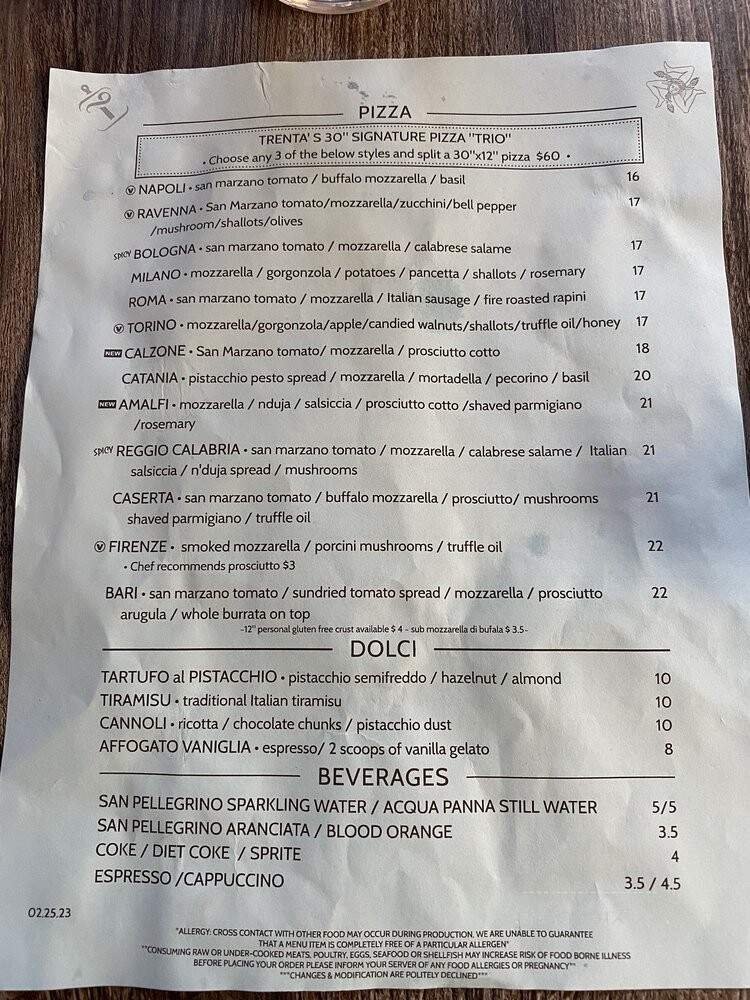 PIZZA
TRENTA' S 30" SIGNATURE PIZZA "TRIO"
• Choose any 3 of the below styles and split a 30"x12" pizza $60 •
Ⓥ NAPOLI • san marzano tomato / buffalo mozzarella / basil 16
Ⓥ RAVENNA • San Marzano tomato/mozzarella/zucchini/bell pepper 17
/mushroom/shallots/olives
SPICY BOLOGNA • san marzano tomato / mozzarella / calabrese salame 17
MILANO • mozzarella / gorgonzola / potatoes / pancetta / shallots / rosemary 17
ROMA • san marzano tomato / mozzarella / Italian sausage / fire roasted rapini 17
Ⓥ TORINO • mozzarella/gorgonzola/apple/candied walnuts/shallots/truffle oil/honey 17
NEW CALZONE • San Marzano tomato/ mozzarella / prosciutto cotto 18
CATANIA • pistacchio pesto spread / mozzarella / mortadella / pecorino / basil 20
NEW AMALFI • mozzarella / nduja / salsiccia / prosciutto cotto /shaved parmigiano 21
/rosemary
SPICY REGGIO CALABRIA • san marzano tomato / mozzarella / calabrese salame / Italian 21
salsiccia / n'duja spread / mushrooms
CASERTA • san marzano tomato / buffalo mozzarella / prosciutto/ mushrooms 21
shaved parmigiano / truffle oil
Ⓥ FIRENZE • smoked mozzarella / porcini mushrooms / truffle oil 22
• Chef recommends prosciutto $3
BARI • san marzano tomato / sundried tomato spread / mozzarella / prosciutto 22
arugula / whole burrata on top
-12" personal gluten free crust available $ 4 - sub mozzarella di bufala $ 3.5-
DOLCI
TARTUFO al PISTACCHIO • pistacchio semifreddo / hazelnut / almond 10
TIRAMISU • traditional Italian tiramisu 10
CANNOLI • ricotta / chocolate chunks / pistacchio dust 10
AFFOGATO VANIGLIA • espresso/ 2 scoops of vanilla gelato 8
BEVERAGES
SAN PELLEGRINO SPARKLING WATER / ACQUA PANNA STILL WATER 5/5
SAN PELLEGRINO ARANCIATA / BLOOD ORANGE 3.5
COKE / DIET COKE / SPRITE 4
ESPRESSO /CAPPUCCINO 3.5 / 4.5
02.25.23
*ALLERGY: CROSS CONTACT WITH OTHER FOOD MAY OCCUR DURING PRODUCTION. WE ARE UNABLE TO GUARANTEE
THAT A MENU ITEM IS COMPLETELY FREE OF A PARTICULAR ALLERGEN*
**CONSUMING RAW OR UNDER-COOKED MEATS, POULTRY, EGGS, SEAFOOD OR SHELLFISH MAY INCREASE RISK OF FOOD BORNE ILLNESS
BEFORE PLACING YOUR ORDER PLEASE INFORM YOUR SERVER OF ANY FOOD ALLERGIES OR PREGNANCY**
***CHANGES & MODIFICATION ARE POLITELY DECLINED***